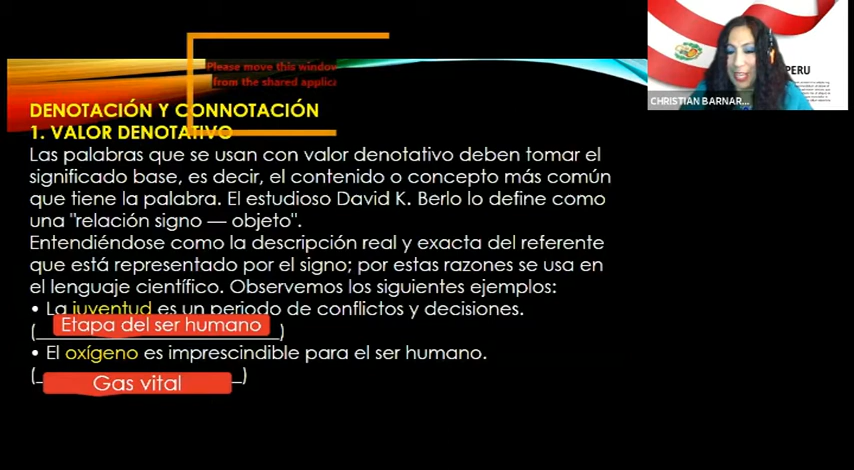 Please move this window
from the shared applica
DENOTACIÓN Y CONNOTACIÓN
1. VALOR DENOTATIVO
Las palabras que se usan con valor denotativo deben tomar el
significado base, es decir, el contenido o concepto más común
que tiene la palabra. El estudioso David K. Berlo lo define como
una "relación signo — objeto".
Entendiéndose como la descripción real y exacta del referente
que está representado por el signo; por estas razones se usa en
el lenguaje científico. Observemos los siguientes ejemplos:
• La juventud es un periodo de conflictos y decisiones.
(Etapa del ser humano)
• El oxígeno es imprescindible para el ser humano.
(Gas vital)
PERU
CHRISTIAN BARNAR...